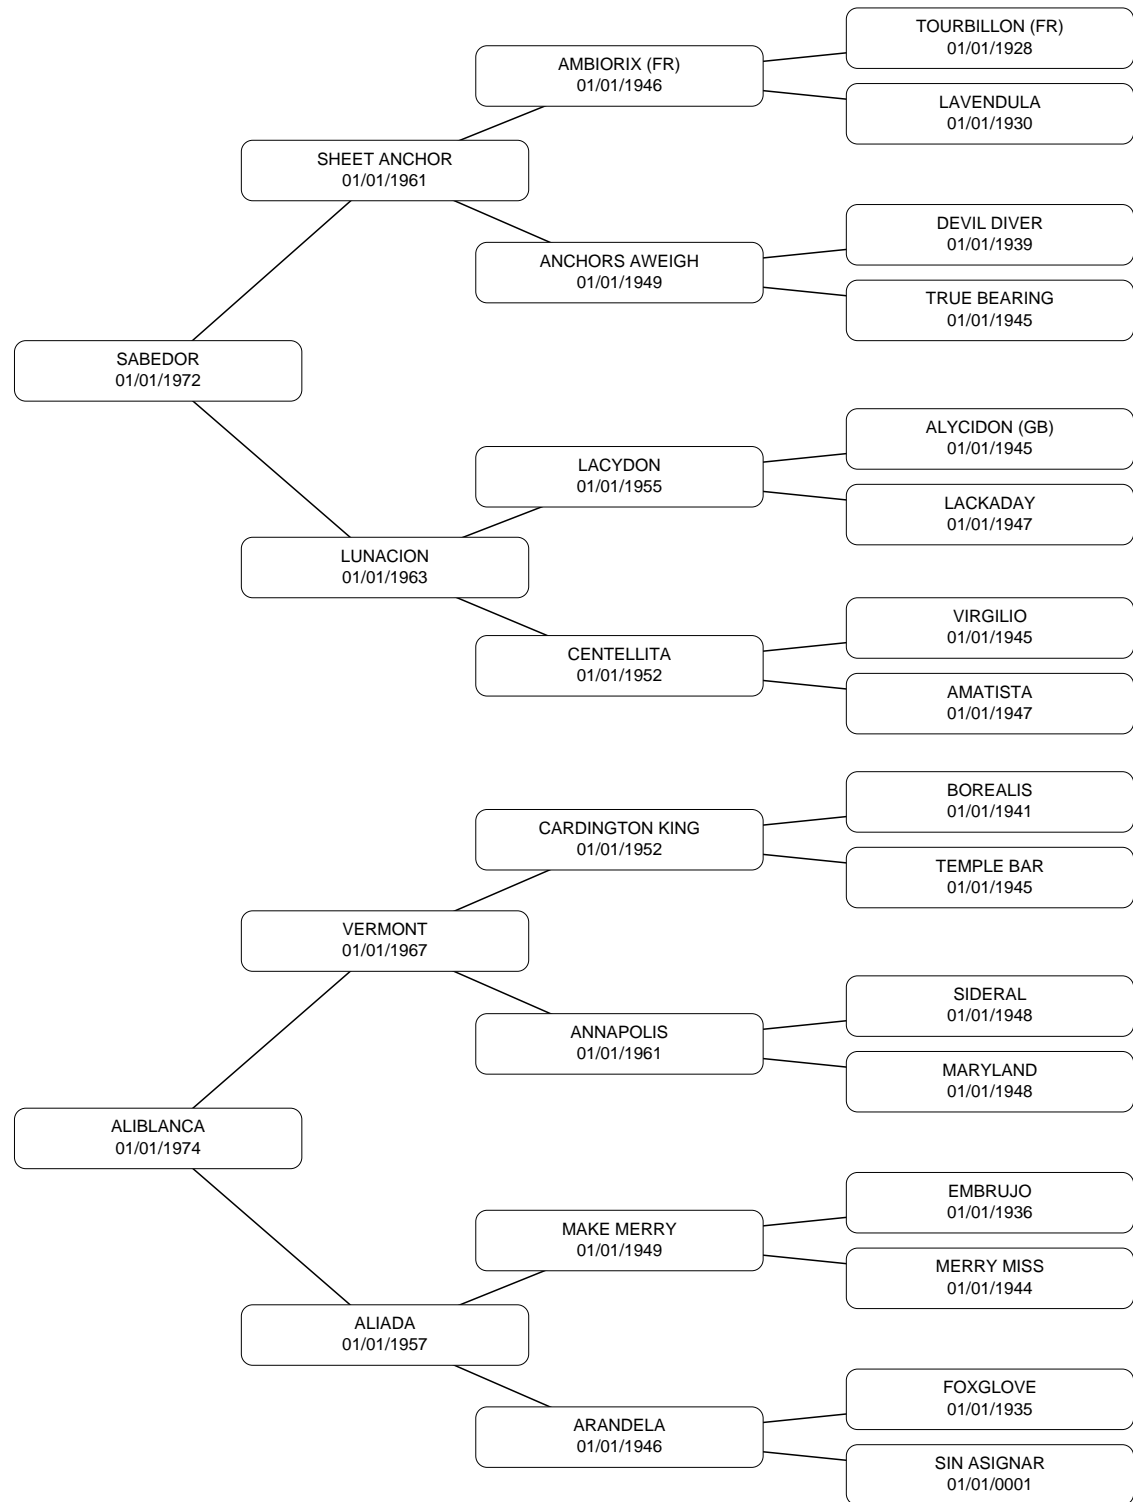 TOURBILLON (FR)
01/01/1928
AMBIORIX (FR)
01/01/1946
LAVENDULA
01/01/1930
SHEET ANCHOR
01/01/1961
DEVIL DIVER
01/01/1939
ANCHORS AWEIGH
01/01/1949
TRUE BEARING
01/01/1945
SABEDOR
01/01/1972
ALYCIDON (GB)
01/01/1945
LACYDON
01/01/1955
LACKADAY
01/01/1947
LUNACION
01/01/1963
VIRGILIO
01/01/1945
CENTELLITA
01/01/1952
AMATISTA
01/01/1947
BOREALIS
01/01/1941
CARDINGTON KING
01/01/1952
TEMPLE BAR
01/01/1945
VERMONT
01/01/1967
SIDERAL
01/01/1948
ANNAPOLIS
01/01/1961
MARYLAND
01/01/1948
ALIBLANCA
01/01/1974
EMBRUJO
01/01/1936
MAKE MERRY
01/01/1949
MERRY MISS
01/01/1944
ALIADA
01/01/1957
FOXGLOVE
01/01/1935
ARANDELA
01/01/1946
SIN ASIGNAR
01/01/0001